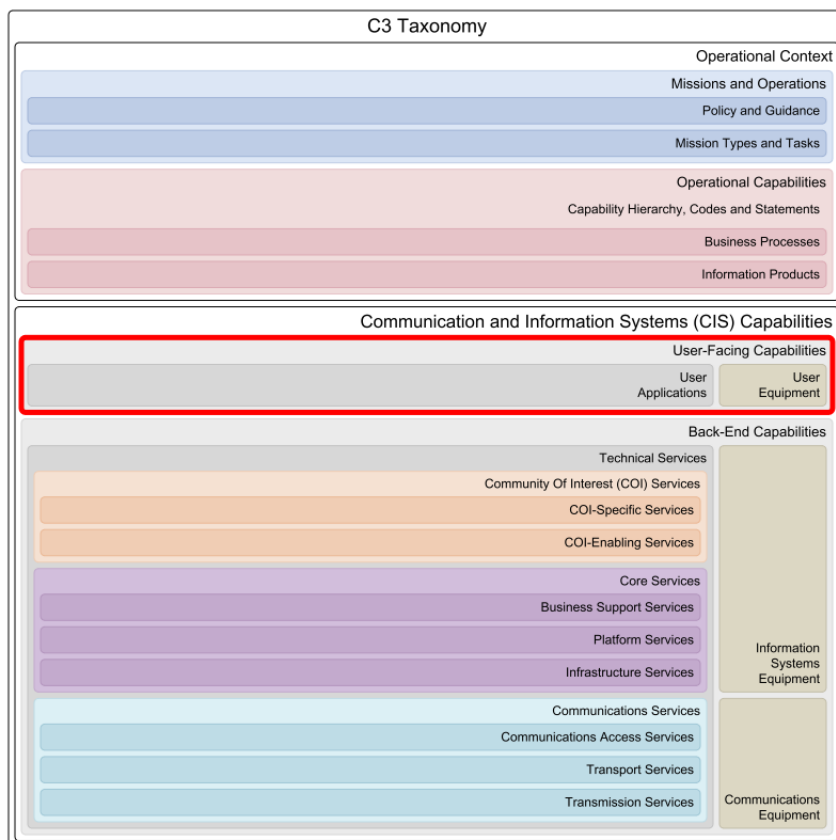 C3 Taxonomy
Operational Context
Missions and Operations
Policy and Guidance
Mission Types and Tasks
Operational Capabilities
Capability Hierarchy, Codes and Statements
Business Processes
Information Products
Communication and Information Systems (CIS) Capabilities
User-Facing Capabilities
User
Applications
User
Equipment
Back-End Capabilities
Technical Services
Community Of Interest (COI) Services
COI-Specific Services
COI-Enabling Services
Core Services
Business Support Services
Platform Services
Infrastructure Services
Information
Systems
Equipment
Communications Services
Communications Access Services
Transport Services
Transmission Services
Communications
Equipment